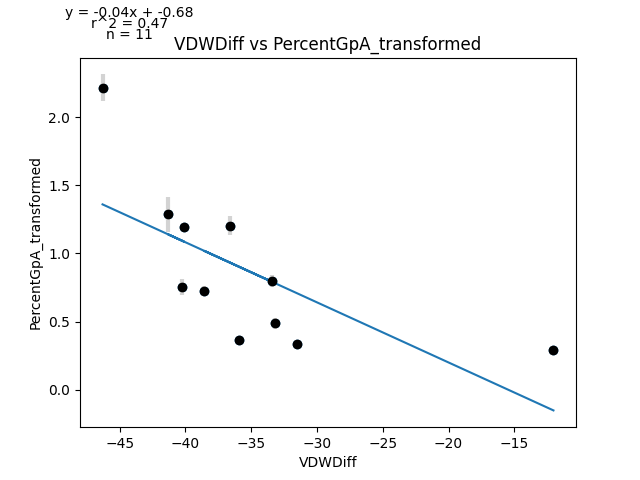 y = -0.04x + -0.68
r^2 = 0.47
n = 11
VDWDiff vs PercentGpA_transformed
PercentGpA_transformed
2.0
1.5
1.0
0.5
0.0
−45
−40
−35
−30
−25
−20
−15
VDWDiff